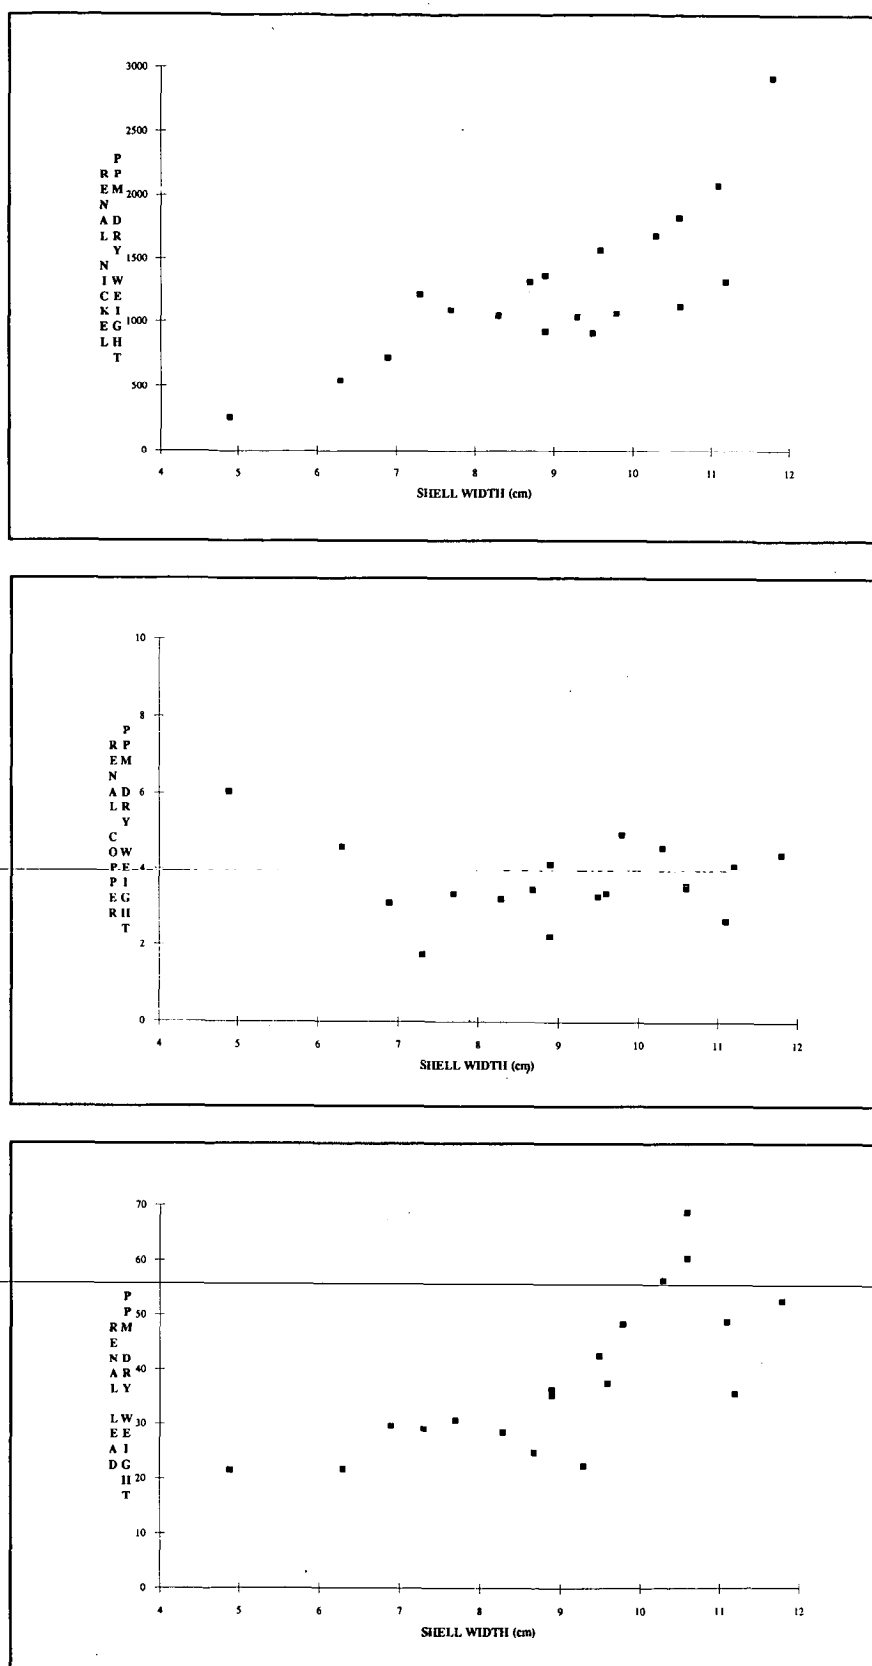 RENAL NICKEL
PPM DRY WEIGHT
3000
2500
2000
1500
1000
500
0
4 5 6 7 8 9 10 11 12
SHELL WIDTH (cm)
RENAL COPPER
PPM DRY WEIGHT
10
8
6
4
2
0
4 5 6 7 8 9 10 11 12
SHELL WIDTH (cm)
RENAL LEAD
PPM DRY WEIGHT
70
60
50
40
30
20
10
0
4 5 6 7 8 9 10 11 12
SHELL WIDTH (cm)